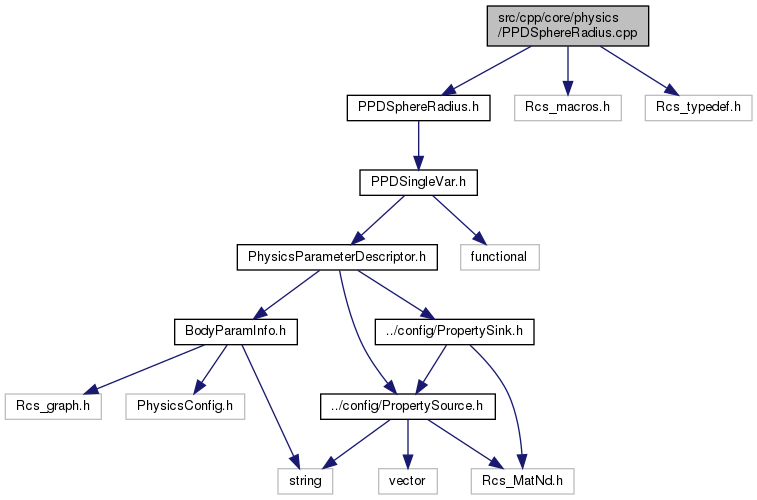 src/cpp/core/physics
/PPDSphereRadius.cpp
PPDSphereRadius.h
Rcs_macros.h
Rcs_typedef.h
PPDSingleVar.h
PhysicsParameterDescriptor.h
functional
BodyParamInfo.h
../config/PropertySink.h
Rcs_graph.h
PhysicsConfig.h
../config/PropertySource.h
string
vector
Rcs_MatNd.h